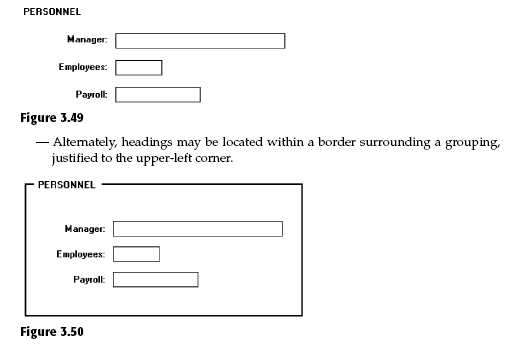 PERSONNEL
Manager:
Employees:
Payroll:
Figure 3.49
— Alternately, headings may be located within a border surrounding a grouping,
justified to the upper-left corner.
PERSONNEL
Manager:
Employees:
Payroll:
Figure 3.50